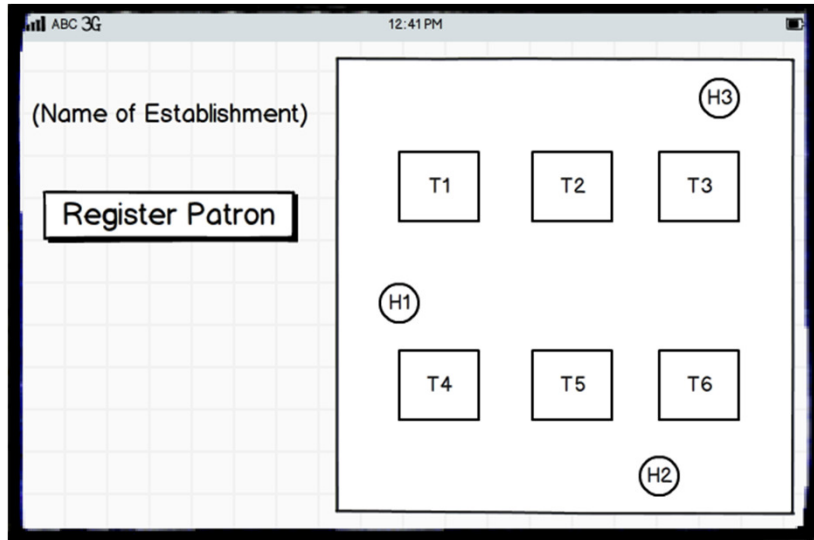 ABC 3G 12:41 PM
(Name of Establishment)
Register Patron
H3
T1 T2 T3
H1
T4 T5 T6
H2